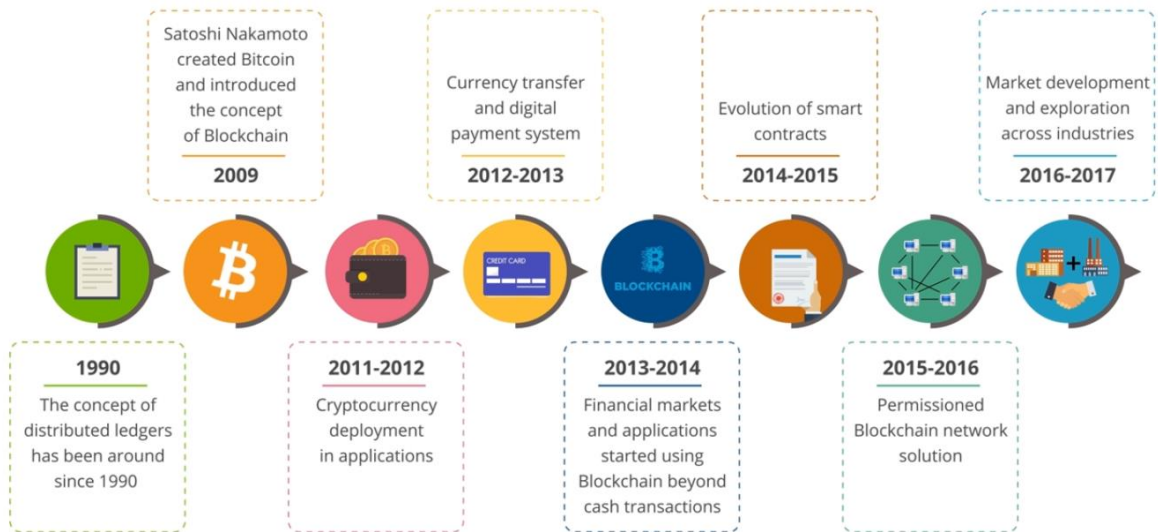 Satoshi Nakamoto
created Bitcoin
and introduced
the concept
of Blockchain
2009
Currency transfer
and digital
payment system
2012-2013
Evolution of smart
contracts
2014-2015
Market development
and exploration
across industries
2016-2017
CREDIT CARD
BLOCKCHAIN
1990
The concept of
distributed ledgers
has been around
since 1990
2011-2012
Cryptocurrency
deployment
in applications
2013-2014
Financial markets
and applications
started using
Blockchain beyond
cash transactions
2015-2016
Permissioned
Blockchain network
solution